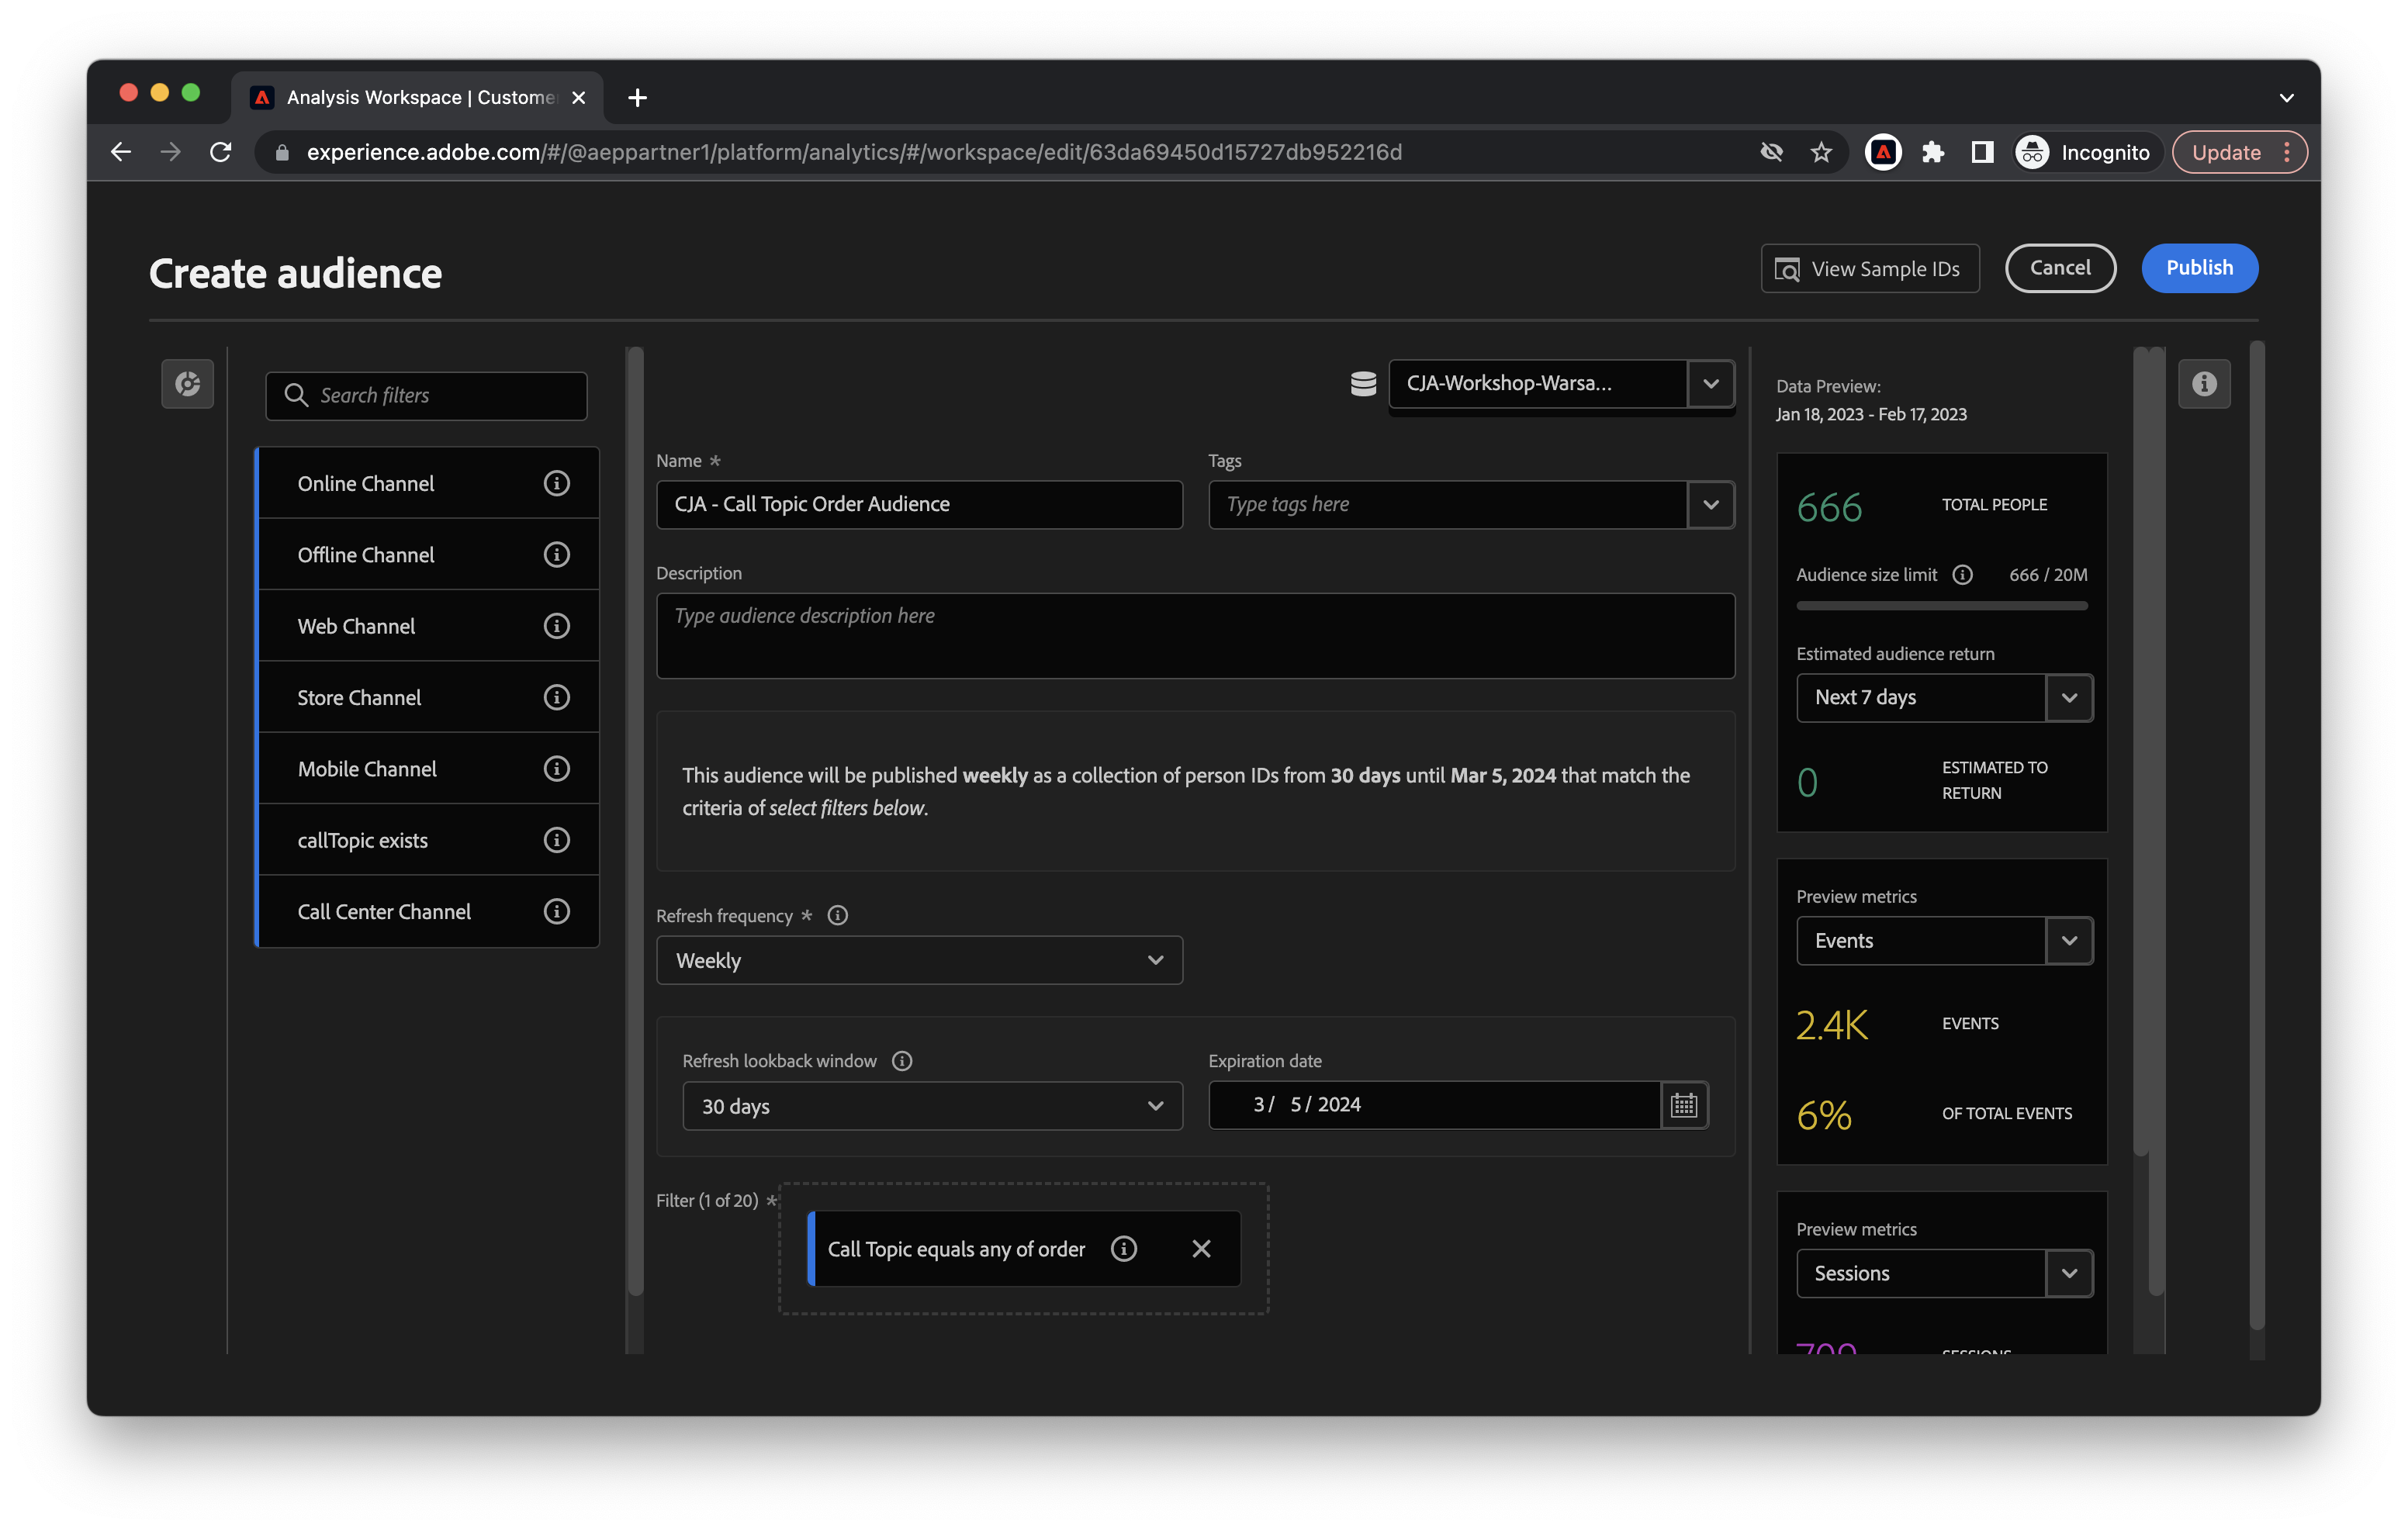 Analysis Workspace | Custome
experience.adobe.com/#/@aeppartner1/platform/analytics/#/workspace/edit/63da69450d15727db952216d
Incognito
Update
Create audience
View Sample IDs
Cancel
Publish
Search filters
Online Channel
Offline Channel
Web Channel
Store Channel
Mobile Channel
callTopic exists
Call Center Channel
CJA-Workshop-Warsa...
Name *
CJA - Call Topic Order Audience
Tags
Type tags here
Description
Type audience description here
This audience will be published weekly as a collection of person IDs from 30 days until Mar 5, 2024 that match the
criteria of select filters below.
Refresh frequency *
Weekly
Refresh lookback window
30 days
Expiration date
3 / 5 / 2024
Filter (1 of 20) *
Call Topic equals any of order
Data Preview:
Jan 18, 2023 - Feb 17, 2023
666
TOTAL PEOPLE
Audience size limit
666 / 20M
Estimated audience return
Next 7 days
0
ESTIMATED TO
RETURN
Preview metrics
Events
2.4K
EVENTS
6%
OF TOTAL EVENTS
Preview metrics
Sessions
SESSIONS